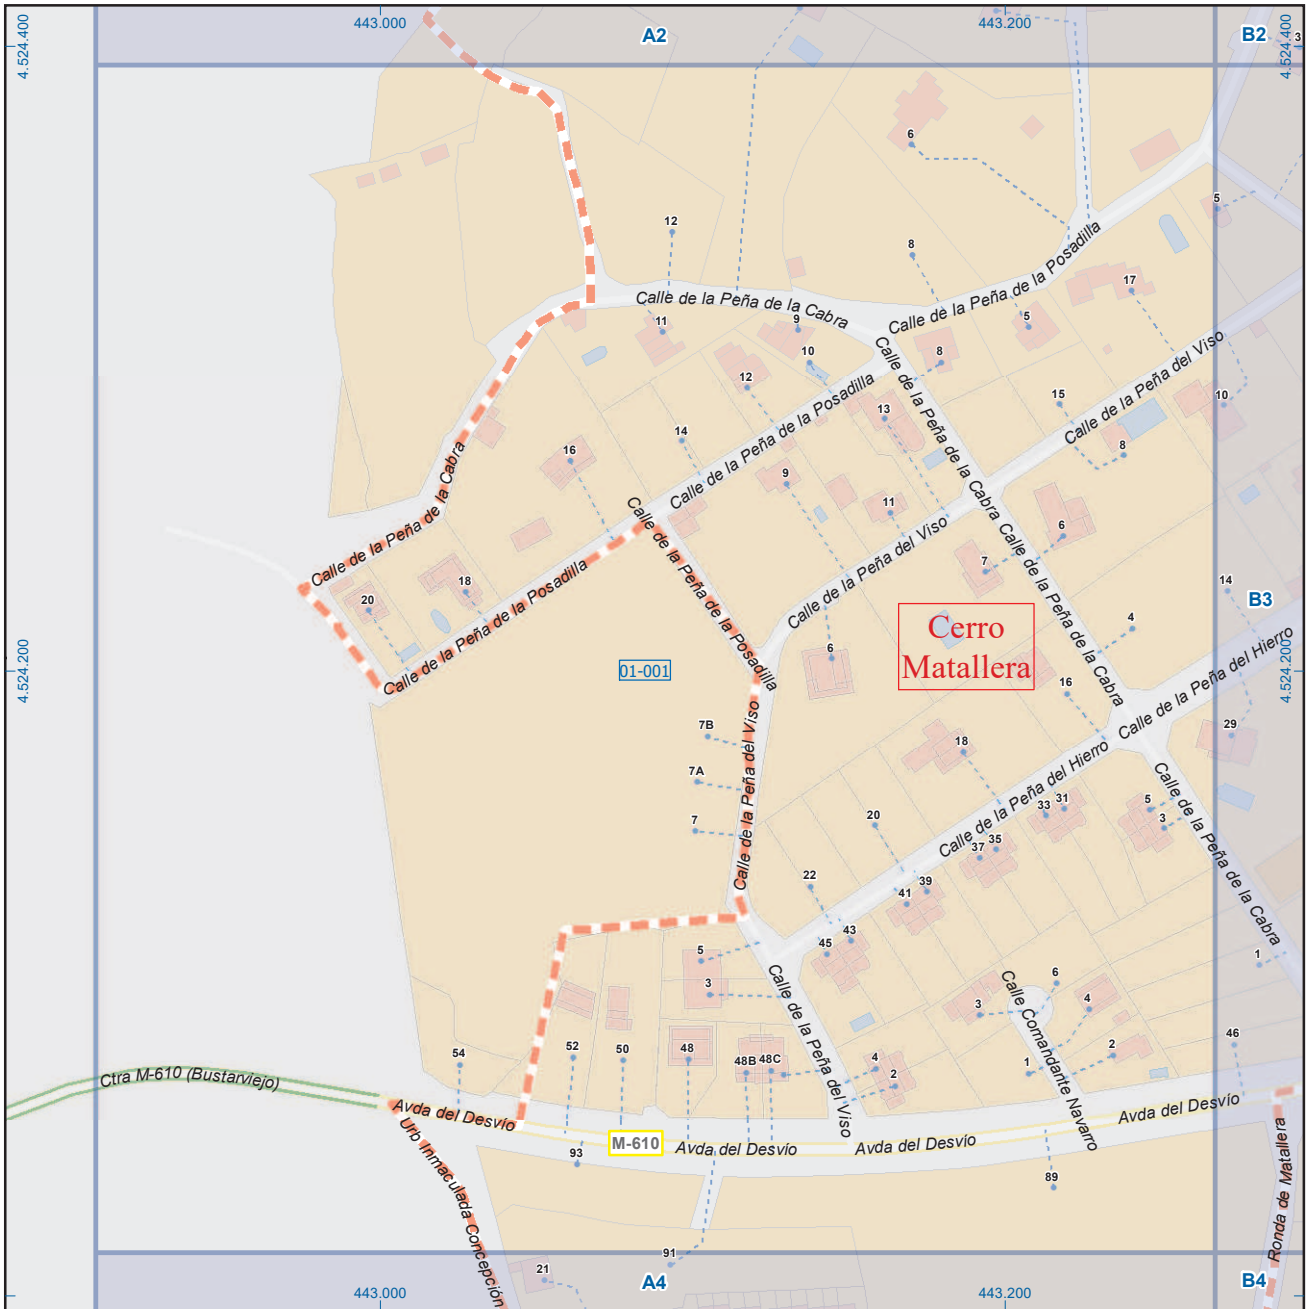 443.000
443.200
4.524.400
4.524.400
A2
B2
3
6
5
12
8
17
Calle de la Peña de la Cabra
Calle de la Peña de la Posadilla
11
9
5
10
8
12
Calle de la Peña del Viso
Calle de la Peña de la Cabra
Calle de la Peña de la Posadilla
15
10
13
14
16
8
9
11
6
Calle de la Peña de la Cabra
Calle de la Peña de la Posadilla
Calle de la Peña del Viso
7
14
B3
20
18
Calle de la Peña de la Posadilla
Calle de la Peña de la Cabra
4
Cerro
Matallera
6
01-001
4.524.200
4.524.200
16
Calle de la Peña del Hierro
7B
29
18
7A
7
Calle de la Peña del Viso
Calle de la Peña del Hierro
Calle de la Peña de la Cabra
20
33
31
5
3
37
35
22
41
39
45
43
5
3
1
Calle de la Peña del Viso
Calle Comandante Navarro
3
6
4
54
52
50
48
48B
48C
4
2
1
2
46
Ctra M-610 (Bustarviejo)
Avda del Desvío
M-610
Avda del Desvío
Avda del Desvío
Avda del Desvío
93
89
91
21
Urb Inmaculada Concepción
Ronda de Matallera
A4
B4
443.000
443.200